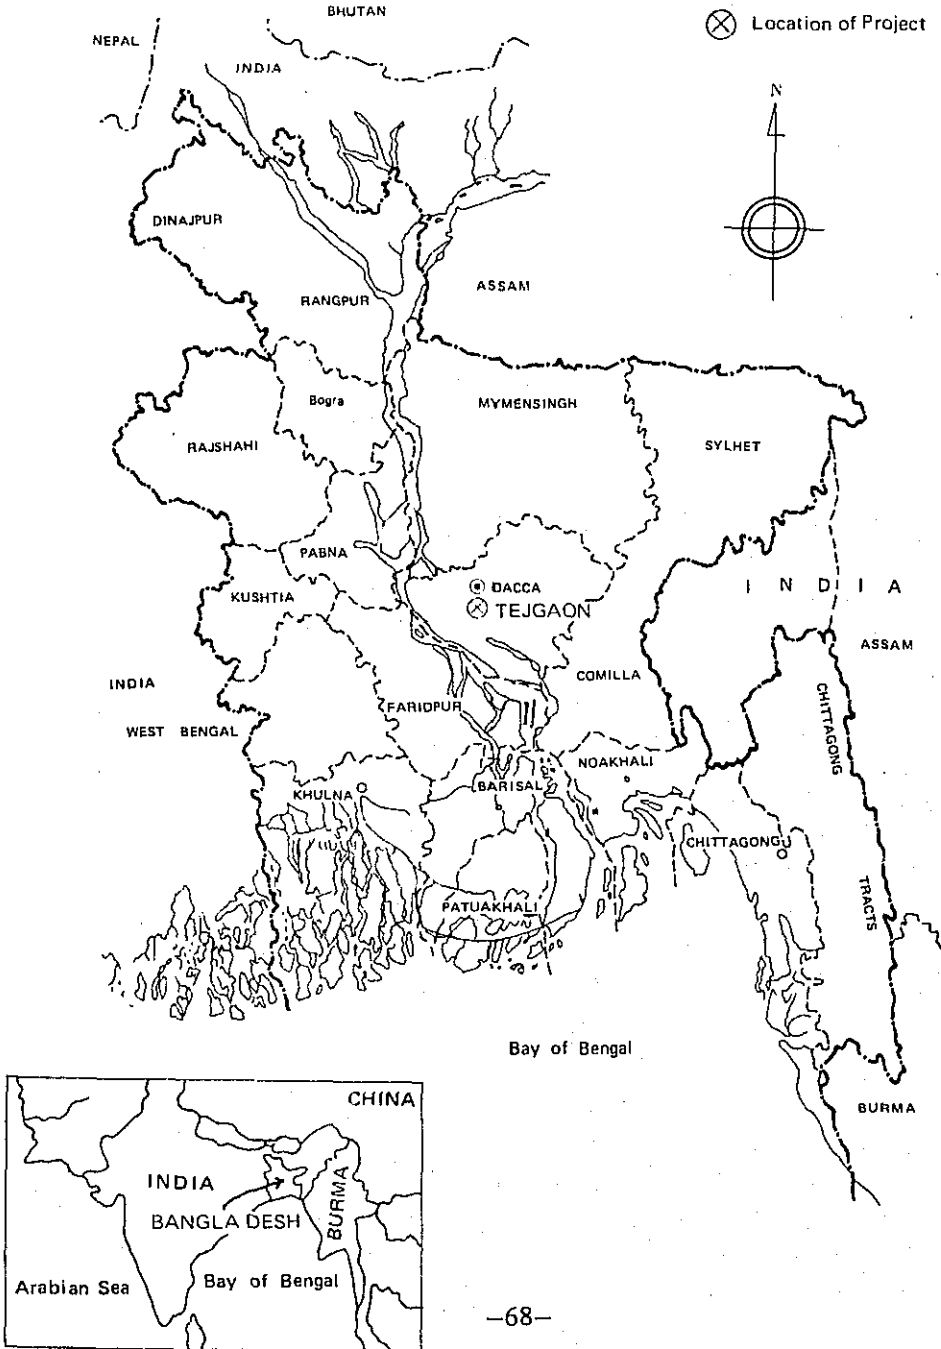 BHUTAN
Location of Project
NEPAL
INDIA
N
DINAJPUR
RANGPUR
ASSAM
Bogra
MYMENSINGH
RAJSHAHI
SYLHET
PABNA
DACCA
KUSHTIA
TEJGAON
INDIA
ASSAM
INDIA
COMILLA
WEST BENGAL
FARIDPUR
CHITTAGONG
TRACTS
NOAKHALI
KHULNA
BARISAL
CHITTAGONG
PATUAKHALI
Bay of Bengal
BURMA
CHINA
INDIA
BANGLA DESH
BURMA
Arabian Sea
Bay of Bengal
—68—